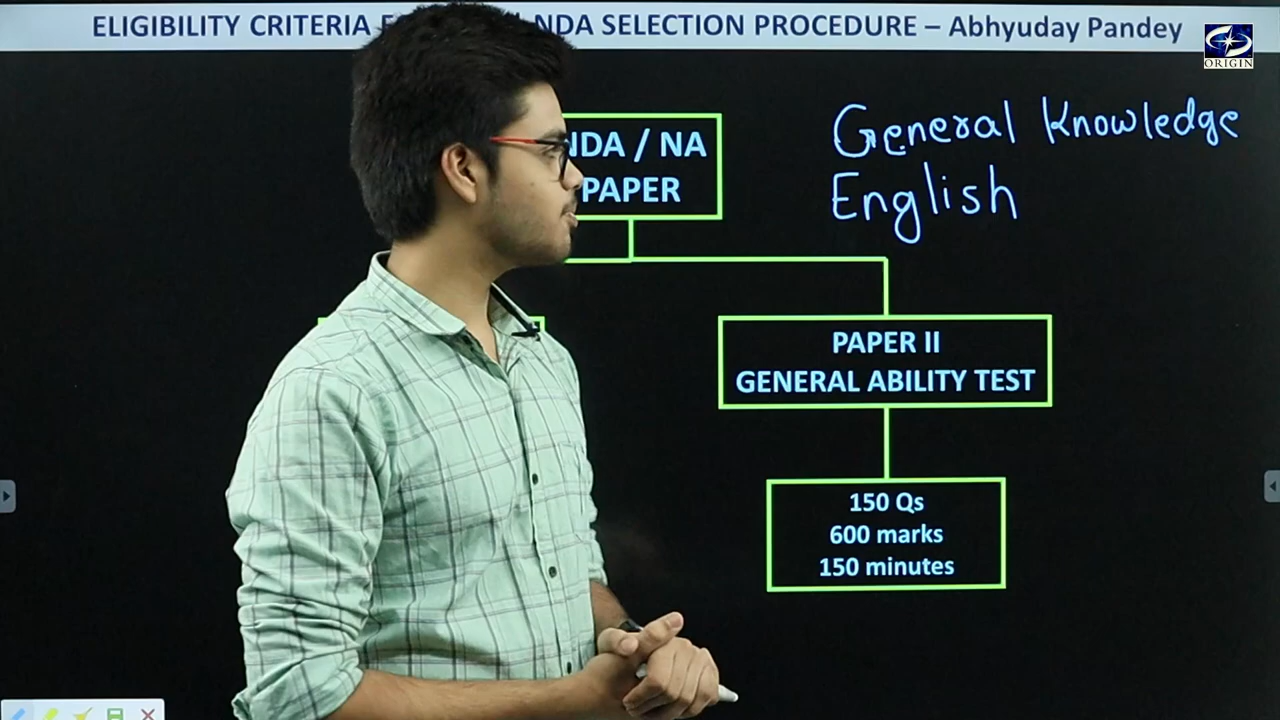 ELIGIBILITY CRITERIA NDA SELECTION PROCEDURE – Abhyuday Pandey
ORIGIN
NDA / NA
PAPER
General Knowledge
English
PAPER II
GENERAL ABILITY TEST
150 Qs
600 marks
150 minutes